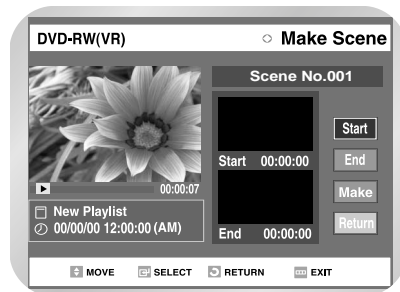 DVD-RW(VR)
Make Scene
Scene No.001
Start 00:00:00
00:00:07
New Playlist
00/00/00 12:00:00 (AM)
End 00:00:00
Start
End
Make
Return
MOVE SELECT RETURN EXIT